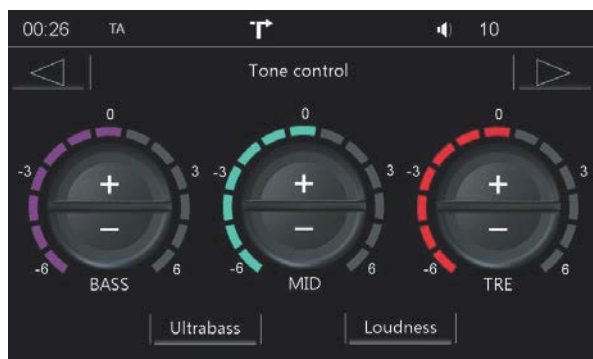 00:26 TA 10
Tone control
0 0 0
-3 3 -3 3 -3 3
+ + +
− − −
-6 6 -6 6 -6 6
BASS MID TRE
Ultrabass Loudness